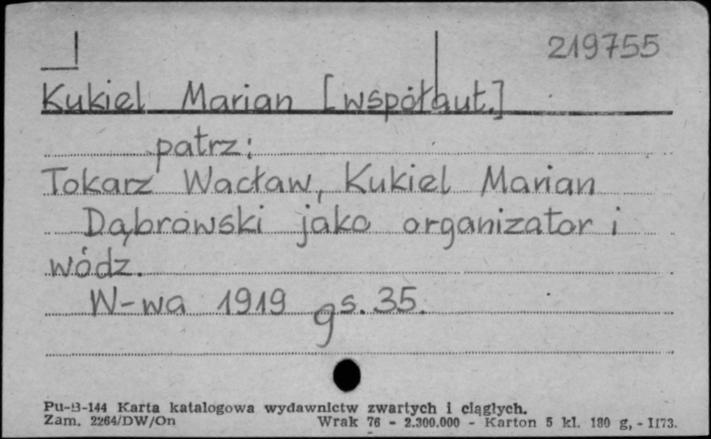 219755
Kukiel Marian [współaut.]
patrz:
Tokarz Wacław, Kukiel Marian
Dąbrowski jako organizator i
wódz.
W-wa 1919 s. 35.
Pu-B-144 Karta katalogowa wydawnictw zwartych i ciągłych.
Zam. 2264/DW/On Wrak 76 - 2.300.000 - Karton 5 kl. 180 g, - II73.